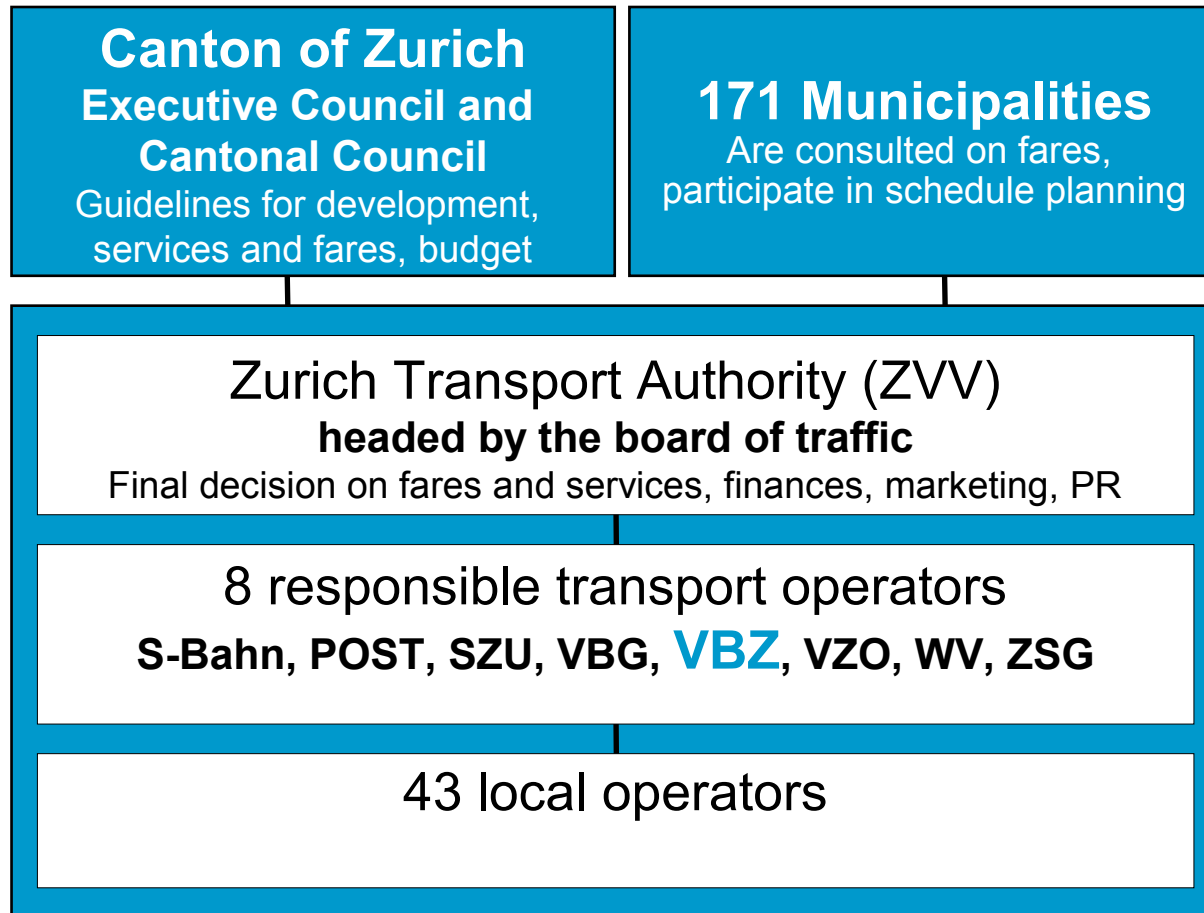 Canton of Zurich
Executive Council and
Cantonal Council
Guidelines for development,
services and fares, budget
171 Municipalities
Are consulted on fares,
participate in schedule planning
Zurich Transport Authority (ZVV)
headed by the board of traffic
Final decision on fares and services, finances, marketing, PR
8 responsible transport operators
S-Bahn, POST, SZU, VBG, VBZ, VZO, WV, ZSG
43 local operators